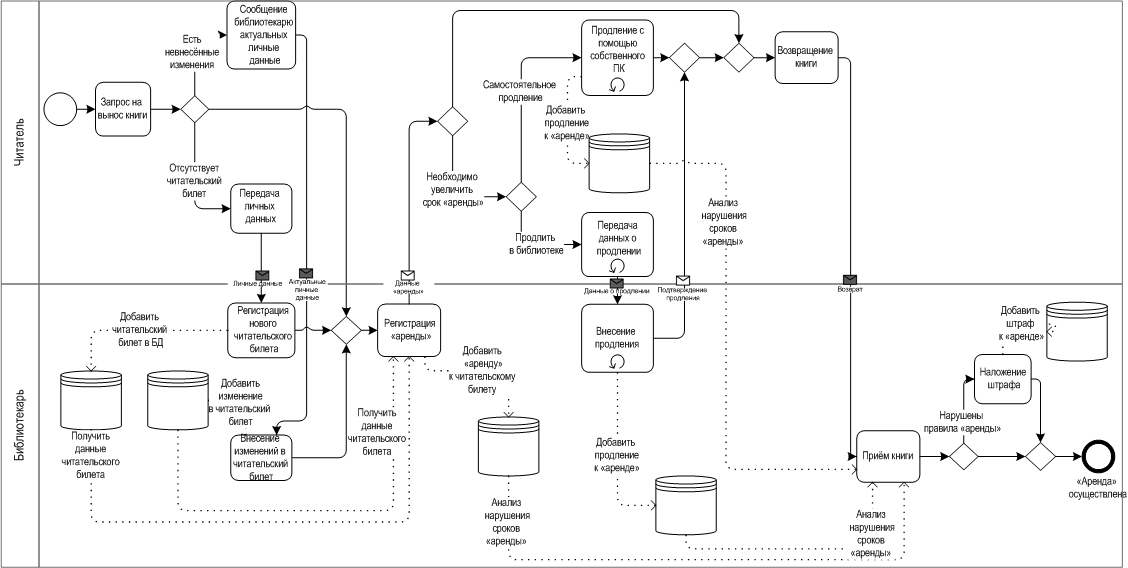 Читатель
Запрос на
вынос книги
Есть
невнесённые
изменения
Сообщение
библиотекарю
актуальных
личные
данные
Отсутствует
читательский
билет
Передача
личных
данных
Личные данные
Актуальные
личные
данные
Данные
«аренды»
Необходимо
увеличить
срок «аренды»
Самостоятельное
продление
Продление с
помощью
собственного
ПК
Добавить
продление
к «аренде»
Продлить
в библиотеке
Передача
данных о
продлении
Данные о продлении
Подтверждение
продления
Анализ
нарушения
сроков
«аренды»
Возвращение
книги
Возврат
Библиотекарь
Добавить
читательский
билет в БД
Регистрация
нового
читательского
билета
Получить
данные
читательского
билета
Добавить
изменение
в читательский
билет
Внесение
изменений в
читательский
билет
Получить
данные
читательского
билета
Регистрация
«аренды»
Добавить
«аренду»
к читательскому
билету
Анализ
нарушения
сроков
«аренды»
Внесение
продления
Добавить
продление
к «аренде»
Анализ
нарушения
сроков
«аренды»
Приём книги
Нарушены
правила «аренды»
Наложение
штрафа
Добавить
штраф
к «аренде»
«Аренда»
осуществлена